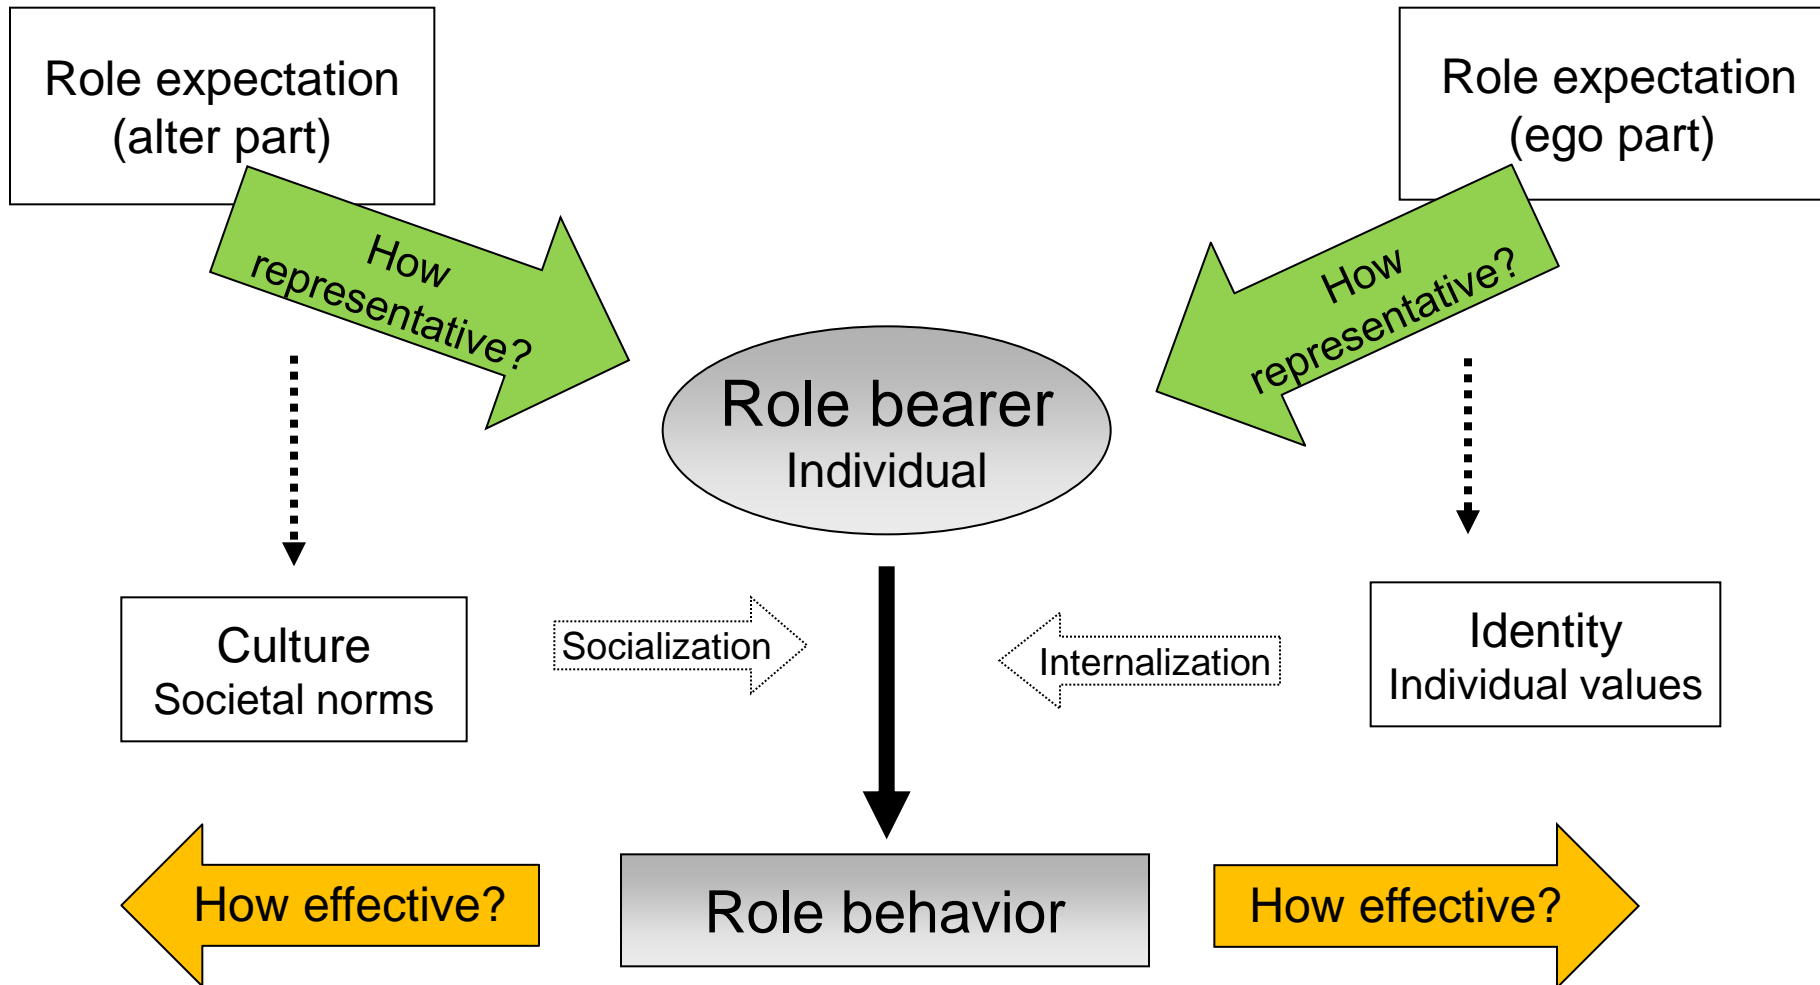 Role expectation
(alter part)
Role expectation
(ego part)
How
representative?
How
representative?
Role bearer
Individual
Culture
Societal norms
Socialization
Internalization
Identity
Individual values
How effective?
Role behavior
How effective?